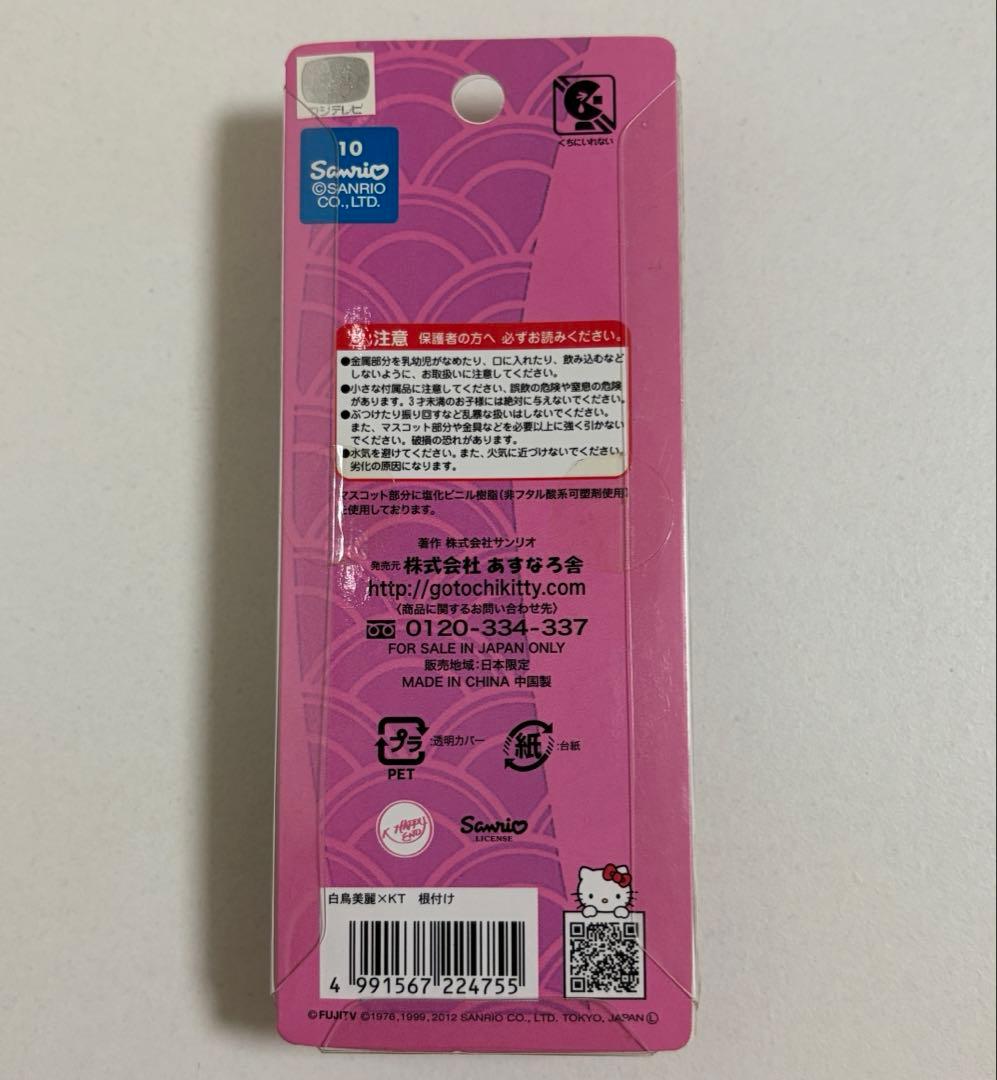 フジテレビ
くちにいれない
10
Sanrio
©SANRIO
CO., LTD.
注意 保護者の方へ 必ずお読みください。
●金属部分を乳幼児がなめたり、口に入れたり、飲み込むなど
しないように、お取扱いに注意してください。
●小さな付属品に注意してください、誤飲の危険や窒息の危険
があります。3才未満のお子様には絶対に与えないでください。
●ぶつけたり振り回すなど乱暴な扱いはしないでください。
また、マスコット部分や金具などを必要以上に強く引かない
でください。破損の恐れがあります。
●水気を避けてください。また、火気に近づけないでください。
劣化の原因になります。
マスコット部分に塩化ビニル樹脂(非フタル酸系可塑剤使用)
を使用しております。
著作 株式会社サンリオ
発売元 株式会社 あすなろ舎
http://gotochikitty.com
〈商品に関するお問い合わせ先〉
0120-334-337
FOR SALE IN JAPAN ONLY
販売地域:日本限定
MADE IN CHINA 中国製
プラ :透明カバー
PET
紙 :台紙
HAPPY
END
Sanrio
LICENSE
白鳥美麗×KT 根付け
4 991567 224755
©FUJITV ©1976, 1999, 2012 SANRIO CO., LTD. TOKYO, JAPAN Ⓛ